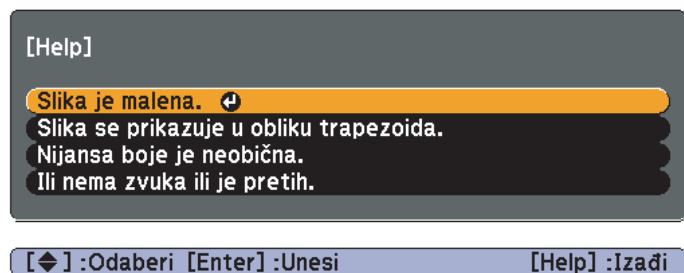 [Help]
Slika je malena.
Slika se prikazuje u obliku trapezoida.
Nijansa boje je neobična.
Ili nema zvuka ili je pretih.
[◆] :Odaberi [Enter] :Unesi [Help] :Izađi